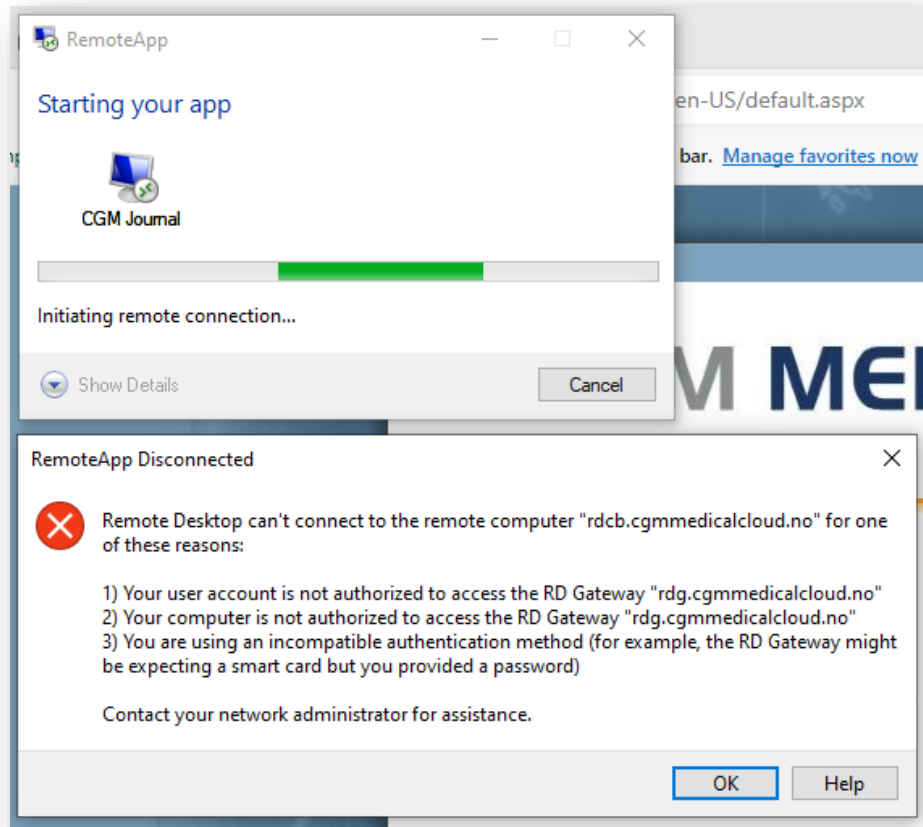 RemoteApp
Starting your app
en-US/default.aspx
bar. Manage favorites now
CGM Journal
Initiating remote connection...
Show Details
Cancel
M ME
RemoteApp Disconnected
Remote Desktop can't connect to the remote computer "rdcb.cgmmedicalcloud.no" for one
of these reasons:
1) Your user account is not authorized to access the RD Gateway "rdg.cgmmedicalcloud.no"
2) Your computer is not authorized to access the RD Gateway "rdg.cgmmedicalcloud.no"
3) You are using an incompatible authentication method (for example, the RD Gateway might
be expecting a smart card but you provided a password)
Contact your network administrator for assistance.
OK
Help